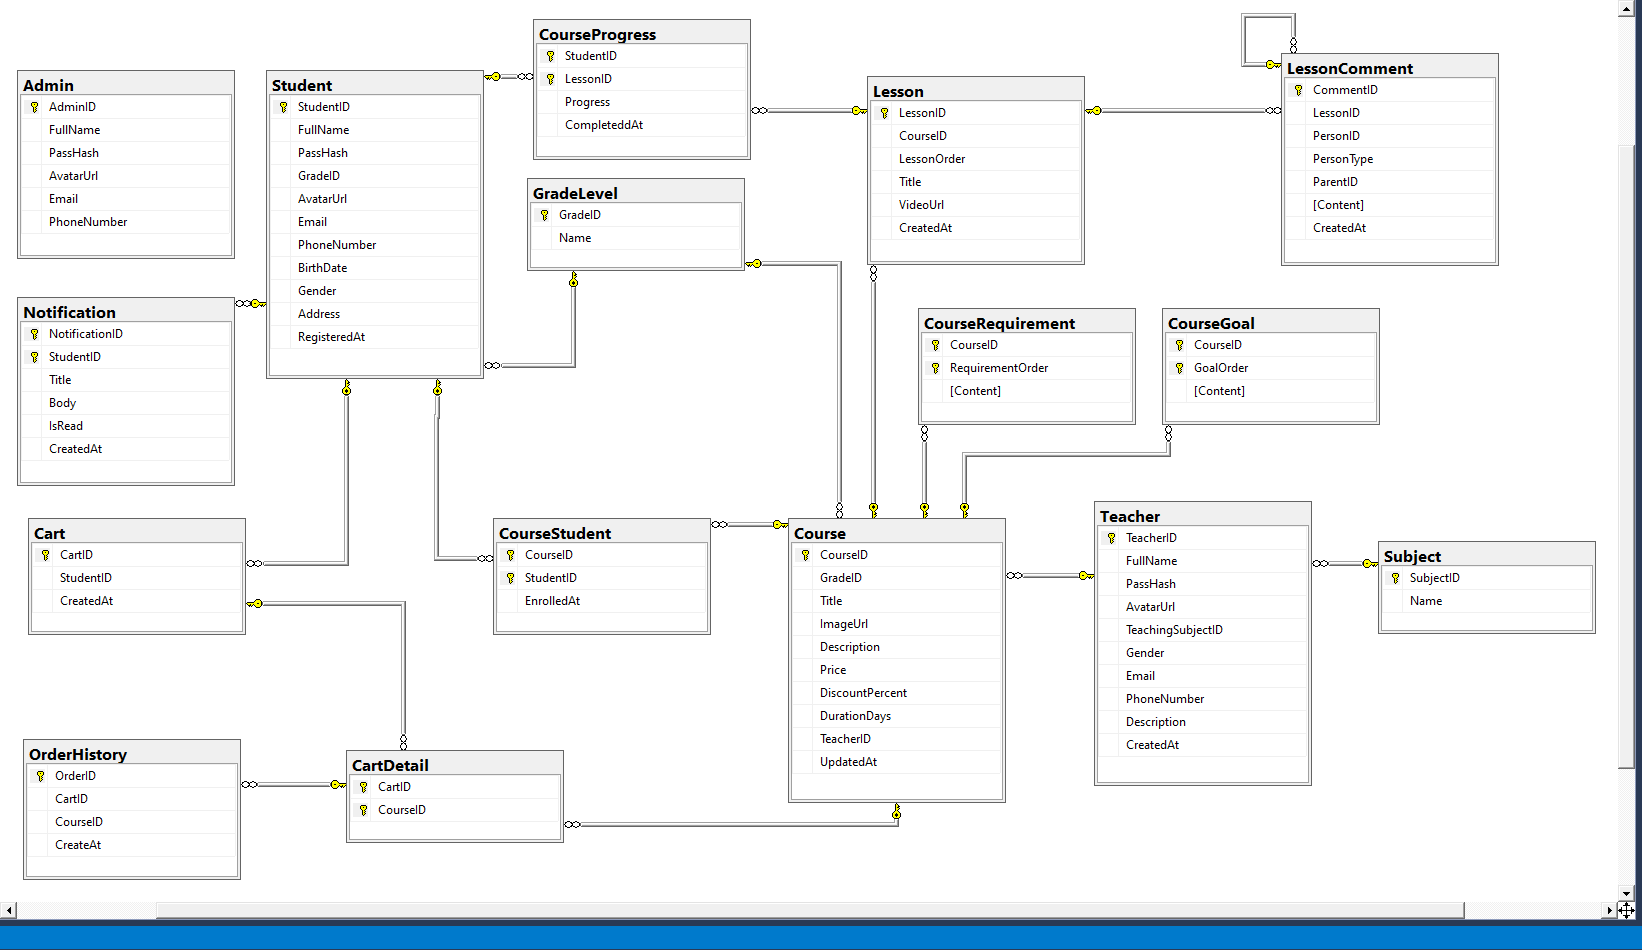 CourseProgress
StudentID
LessonID
Progress
CompleteddAt
Admin
AdminID
FullName
PassHash
AvatarUrl
Email
PhoneNumber
Student
StudentID
FullName
PassHash
GradeID
AvatarUrl
Email
PhoneNumber
BirthDate
Gender
Address
RegisteredAt
Lesson
LessonID
CourseID
LessonOrder
Title
VideoUrl
CreatedAt
LessonComment
CommentID
LessonID
PersonID
PersonType
ParentID
[Content]
CreatedAt
GradeLevel
GradeID
Name
Notification
NotificationID
StudentID
Title
Body
IsRead
CreatedAt
CourseRequirement
CourseID
RequirementOrder
[Content]
CourseGoal
CourseID
GoalOrder
[Content]
Cart
CartID
StudentID
CreatedAt
CourseStudent
CourseID
StudentID
EnrolledAt
Course
CourseID
GradeID
Title
ImageUrl
Description
Price
DiscountPercent
DurationDays
TeacherID
UpdatedAt
Teacher
TeacherID
FullName
PassHash
AvatarUrl
TeachingSubjectID
Gender
Email
PhoneNumber
Description
CreatedAt
Subject
SubjectID
Name
OrderHistory
OrderID
CartID
CourseID
CreateAt
CartDetail
CartID
CourseID